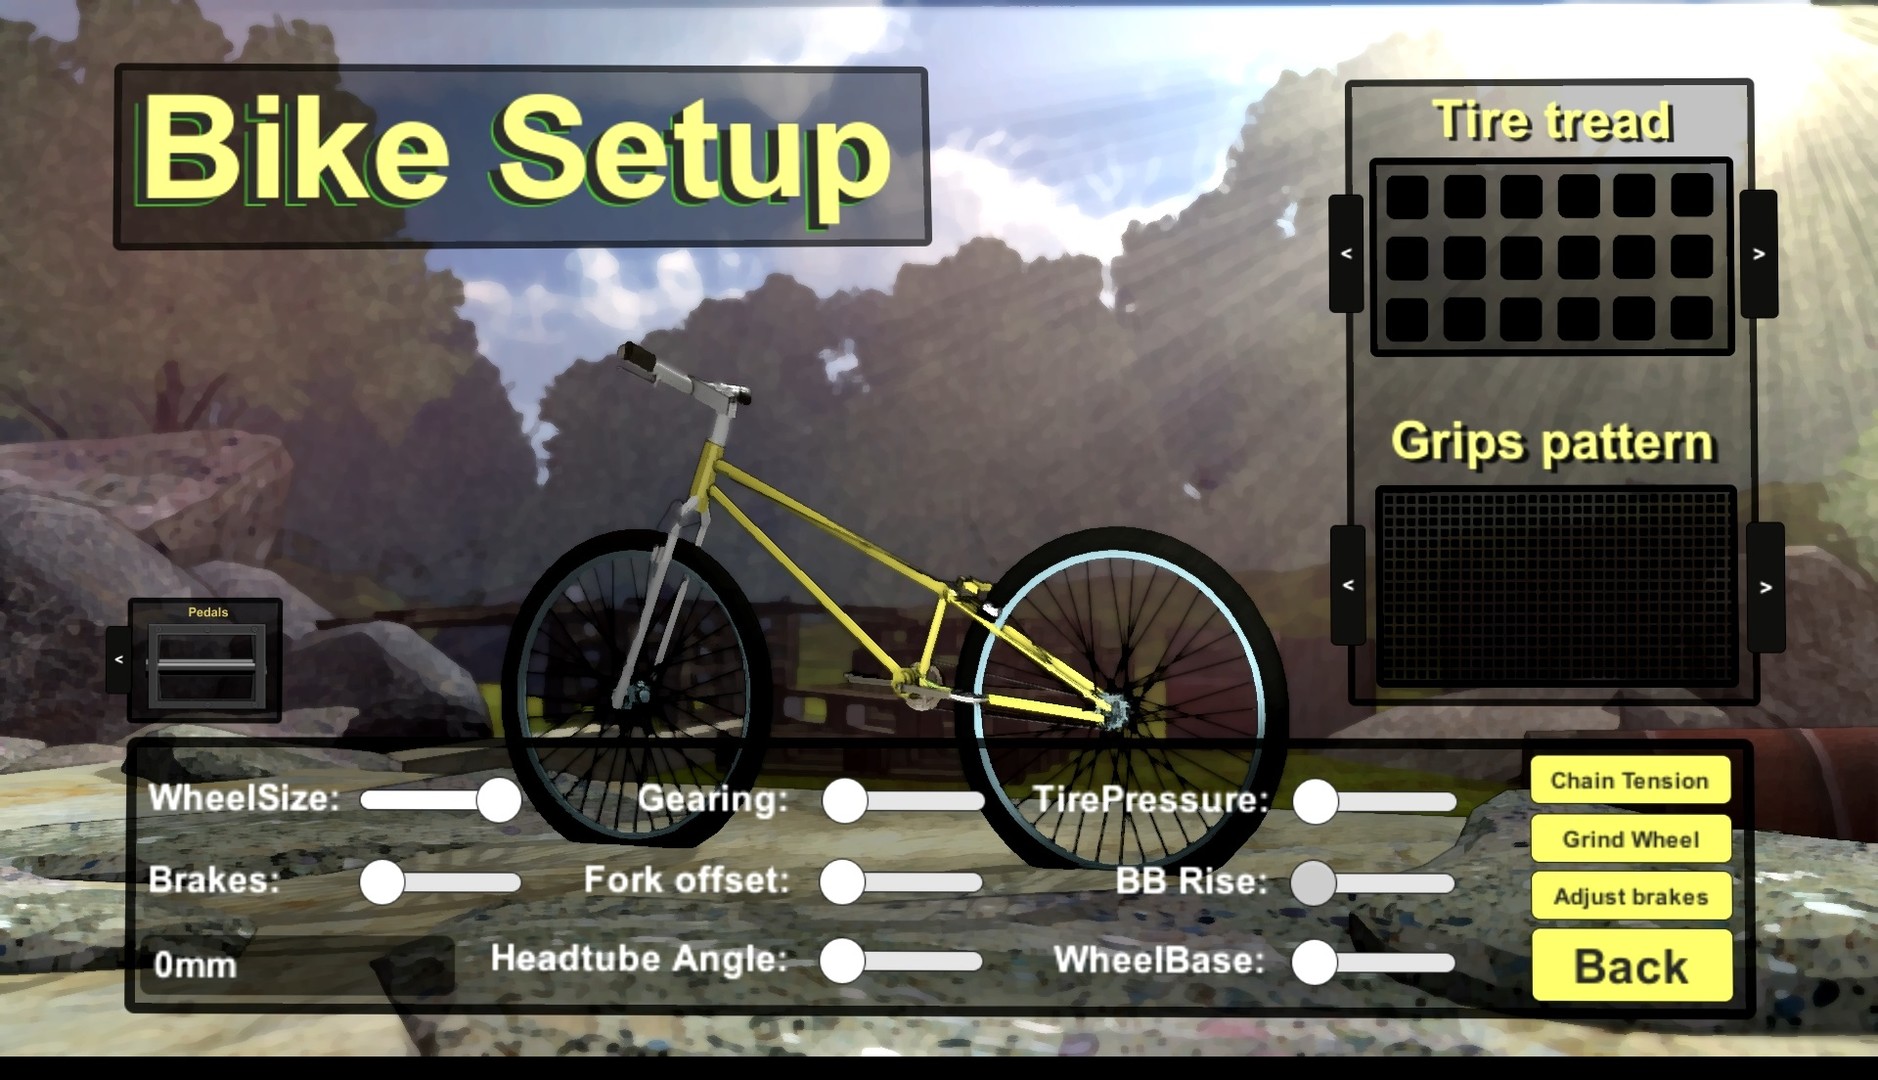 Bike Setup
Tire tread
<
>
Grips pattern
<
>
Pedals
<
WheelSize:
Gearing:
TirePressure:
Chain Tension
Grind Wheel
Brakes:
Fork offset:
BB Rise:
Adjust brakes
0mm
Headtube Angle:
WheelBase:
Back